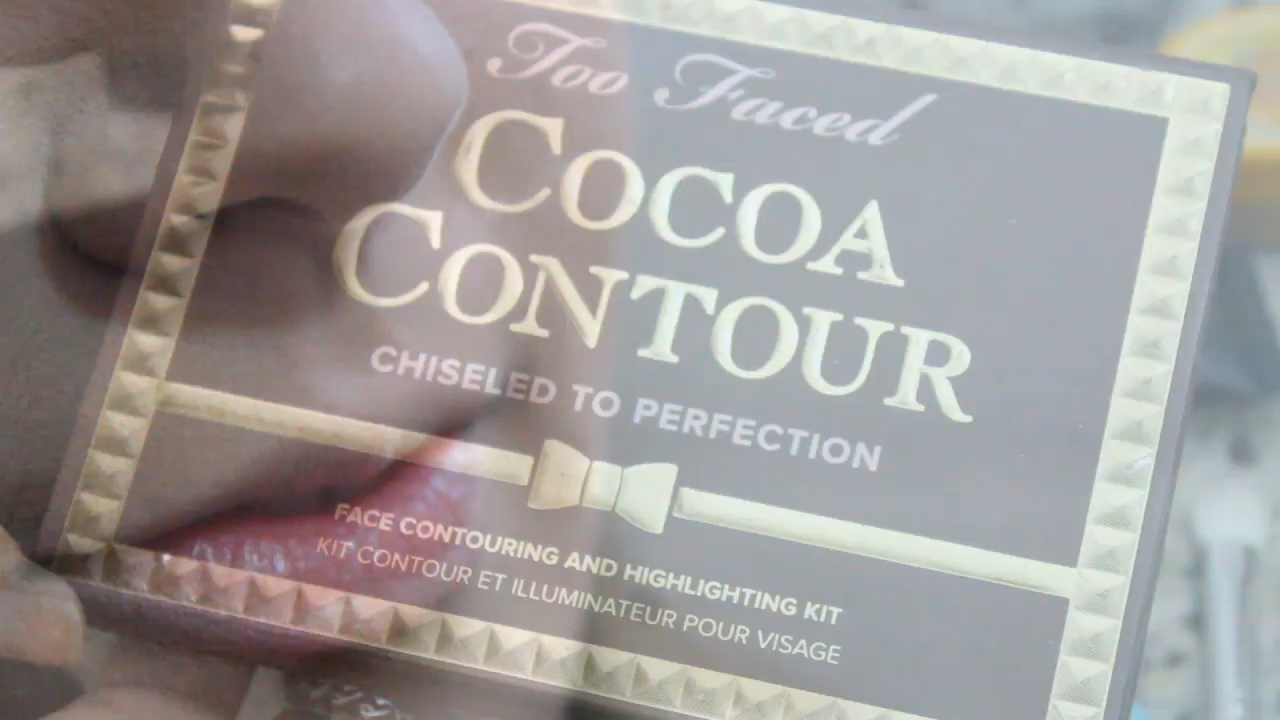 Too Faced
COCOA
CONTOUR
CHISELED TO PERFECTION
FACE CONTOURING AND HIGHLIGHTING KIT
KIT CONTOUR ET ILLUMINATEUR POUR VISAGE